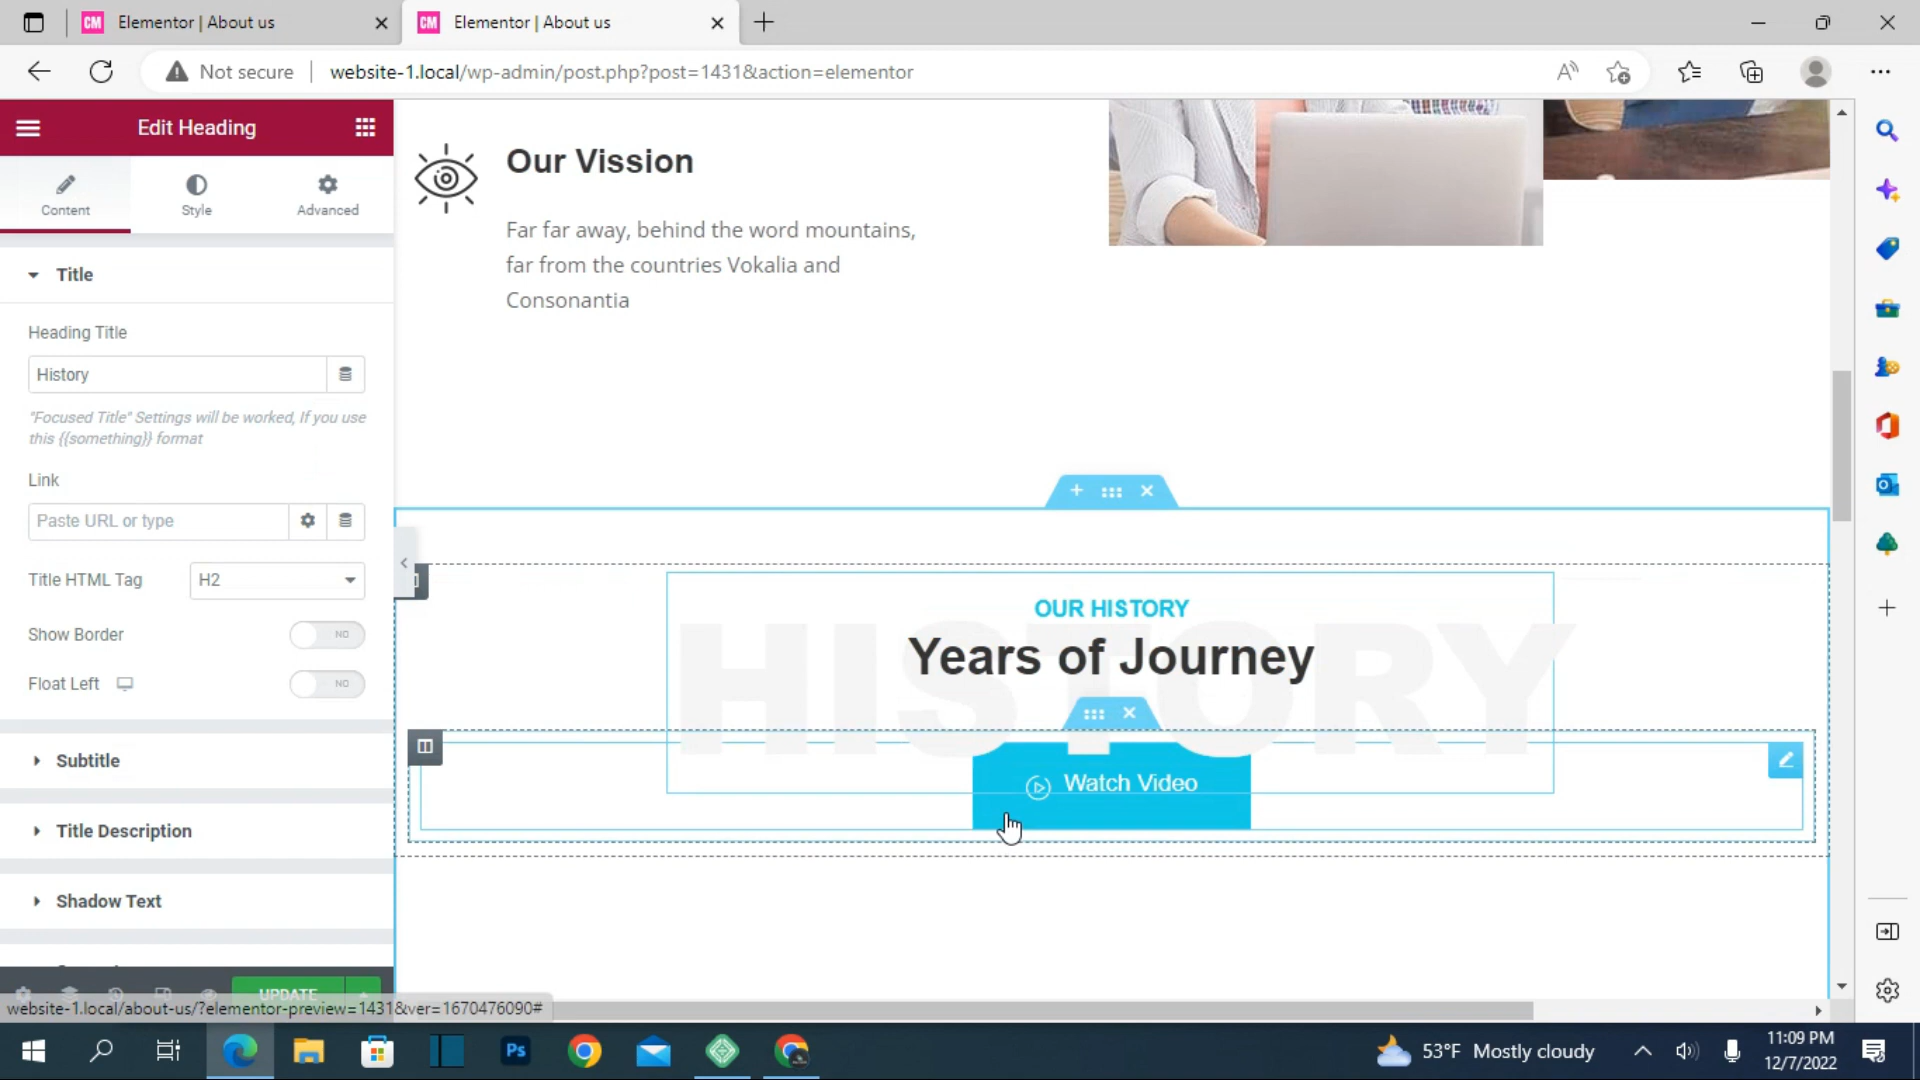 CM Elementor | About us
CM Elementor | About us
Not secure
website-1.local/wp-admin/post.php?post=1431&action=elementor
Edit Heading
Content
Style
Advanced
Title
Heading Title
History
"Focused Title" Settings will be worked, If you use
this {{something}} format
Link
Paste URL or type
Title HTML Tag
H2
Show Border
NO
Float Left
NO
Subtitle
Title Description
Shadow Text
UPDATE
website-1.local/about-us/?elementor-preview=1431&ver=1670476090#
Our Vission
Far far away, behind the word mountains,
far from the countries Vokalia and
Consonantia
OUR HISTORY
HISTORY
Years of Journey
Watch Video
Ps
53°F Mostly cloudy
11:09 PM
12/7/2022